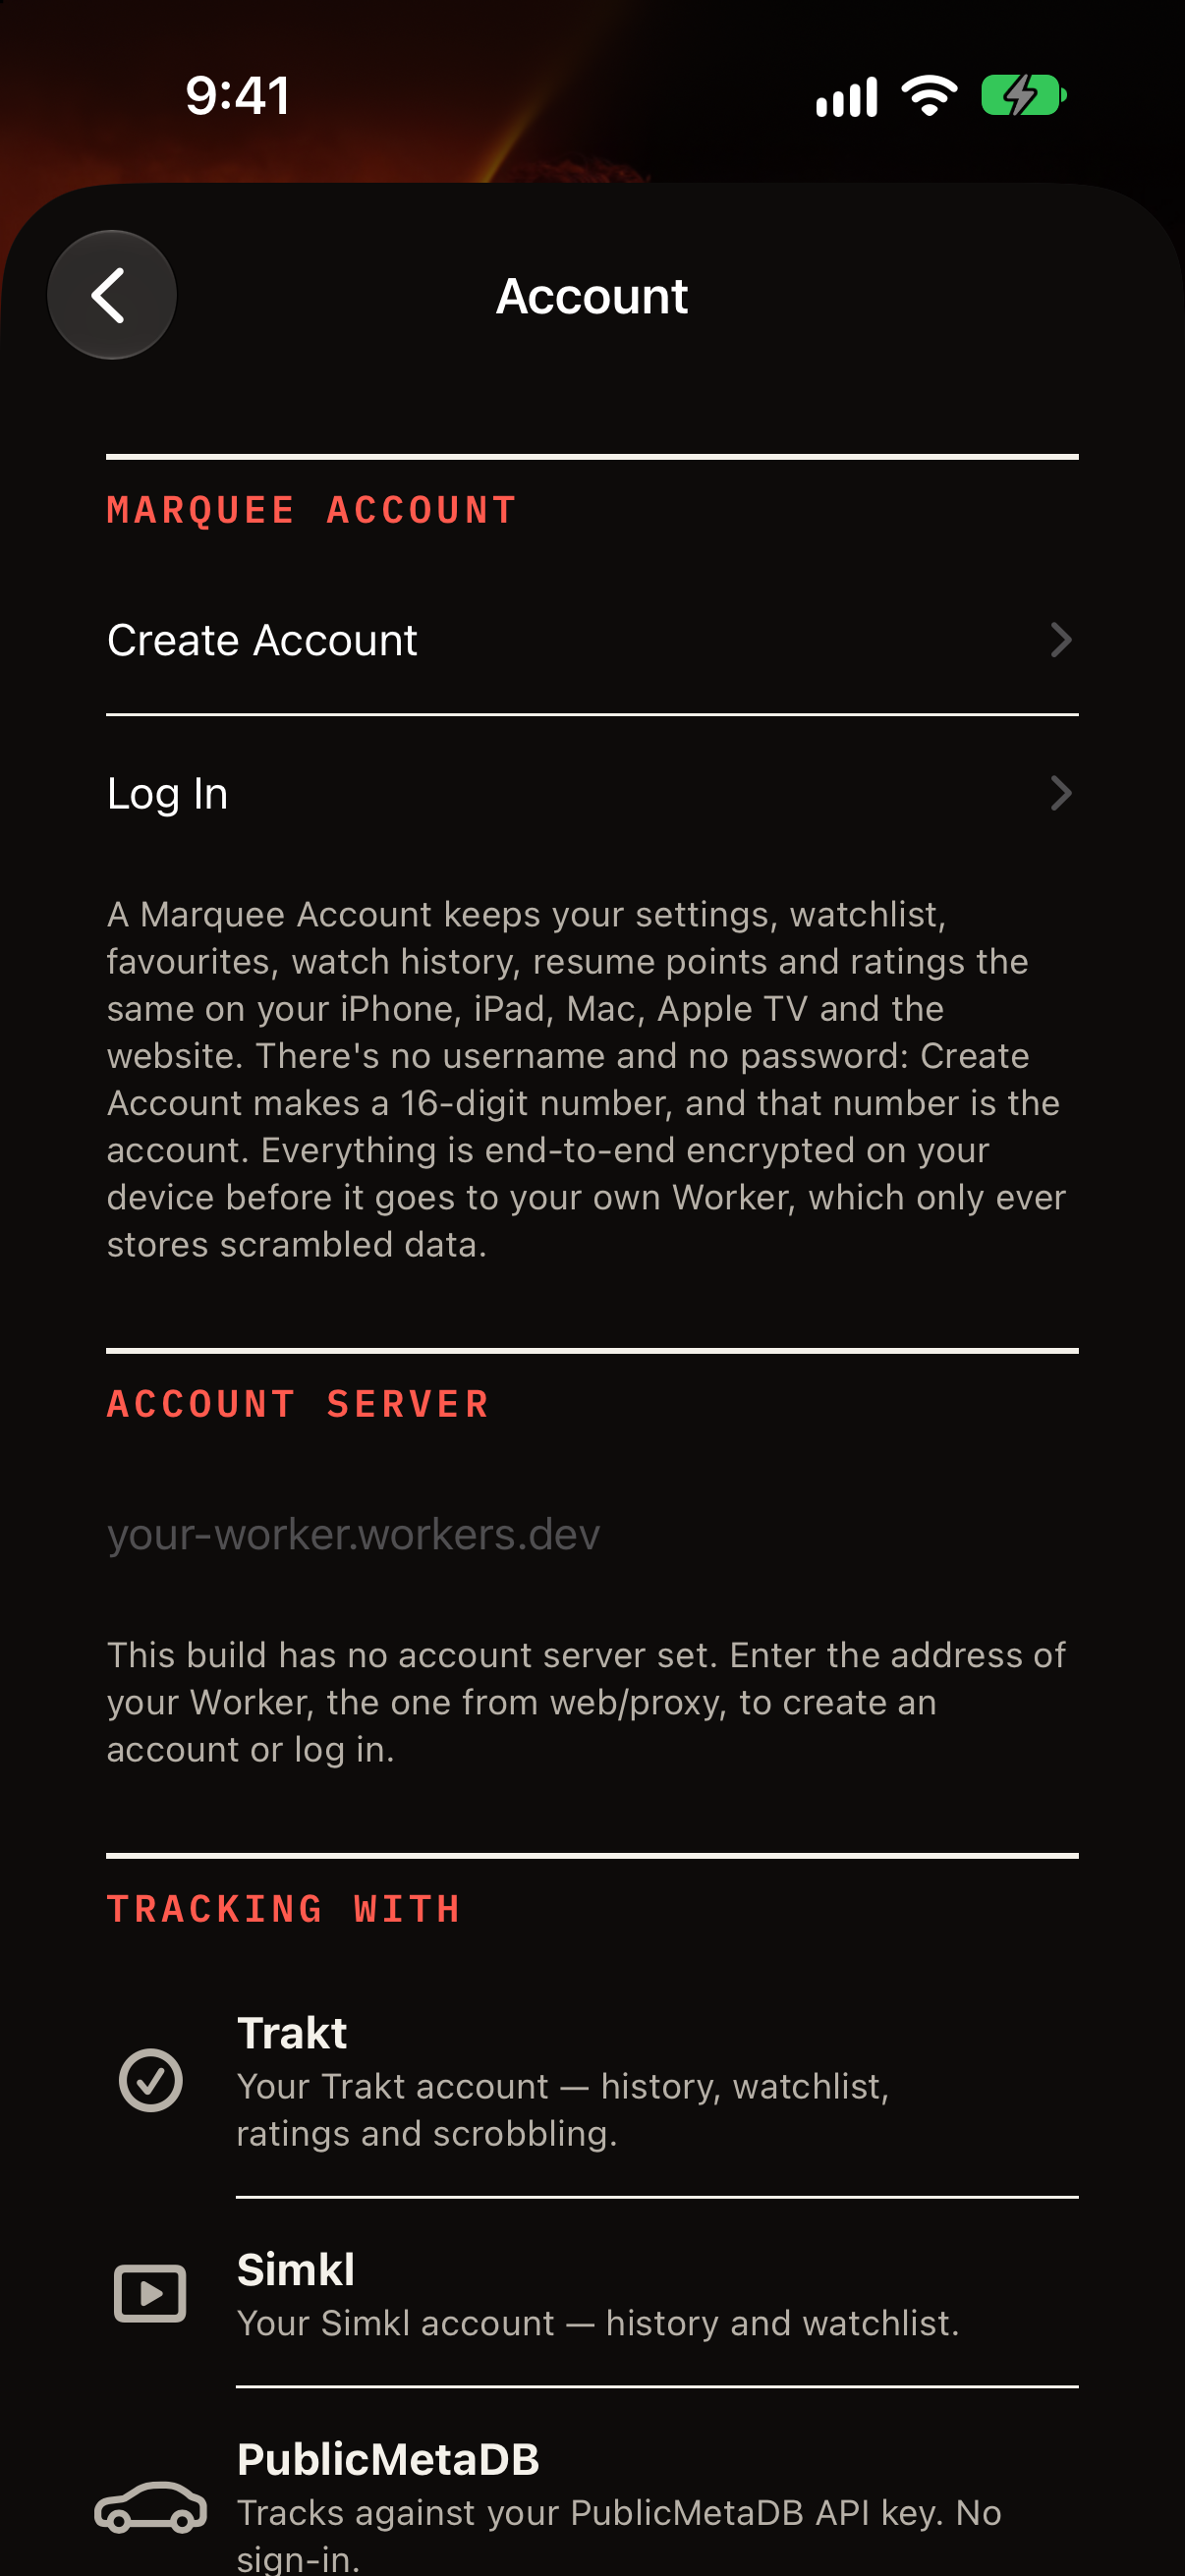 9:41
Account
MARQUEE ACCOUNT
Create Account
Log In
A Marquee Account keeps your settings, watchlist,
favourites, watch history, resume points and ratings the
same on your iPhone, iPad, Mac, Apple TV and the
website. There's no username and no password: Create
Account makes a 16-digit number, and that number is the
account. Everything is end-to-end encrypted on your
device before it goes to your own Worker, which only ever
stores scrambled data.
ACCOUNT SERVER
your-worker.workers.dev
This build has no account server set. Enter the address of
your Worker, the one from web/proxy, to create an
account or log in.
TRACKING WITH
Trakt
Your Trakt account — history, watchlist,
ratings and scrobbling.
Simkl
Your Simkl account — history and watchlist.
PublicMetaDB
Tracks against your PublicMetaDB API key. No
sign-in.